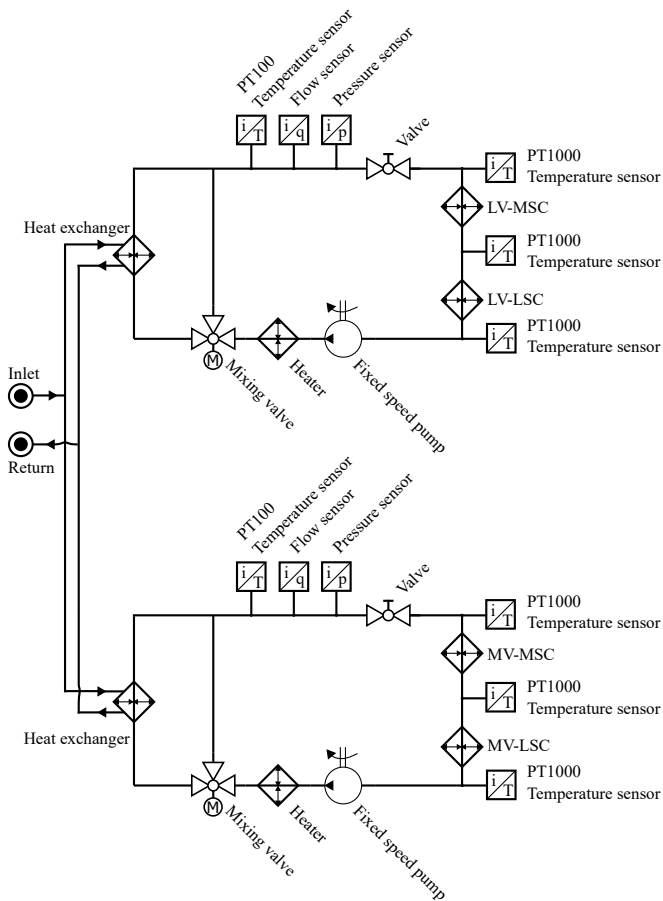 PT100
Temperature sensor
Flow sensor
Pressure sensor
Valve
i
T
i
q
i
p
i
T
PT1000
Temperature sensor
LV-MSC
Heat exchanger
i
T
PT1000
Temperature sensor
LV-LSC
i
T
PT1000
Temperature sensor
M
Mixing valve
Heater
Fixed speed pump
Inlet
Return
PT100
Temperature sensor
Flow sensor
Pressure sensor
Valve
i
T
i
q
i
p
i
T
PT1000
Temperature sensor
MV-MSC
i
T
PT1000
Temperature sensor
Heat exchanger
MV-LSC
i
T
PT1000
Temperature sensor
M
Mixing valve
Heater
Fixed speed pump